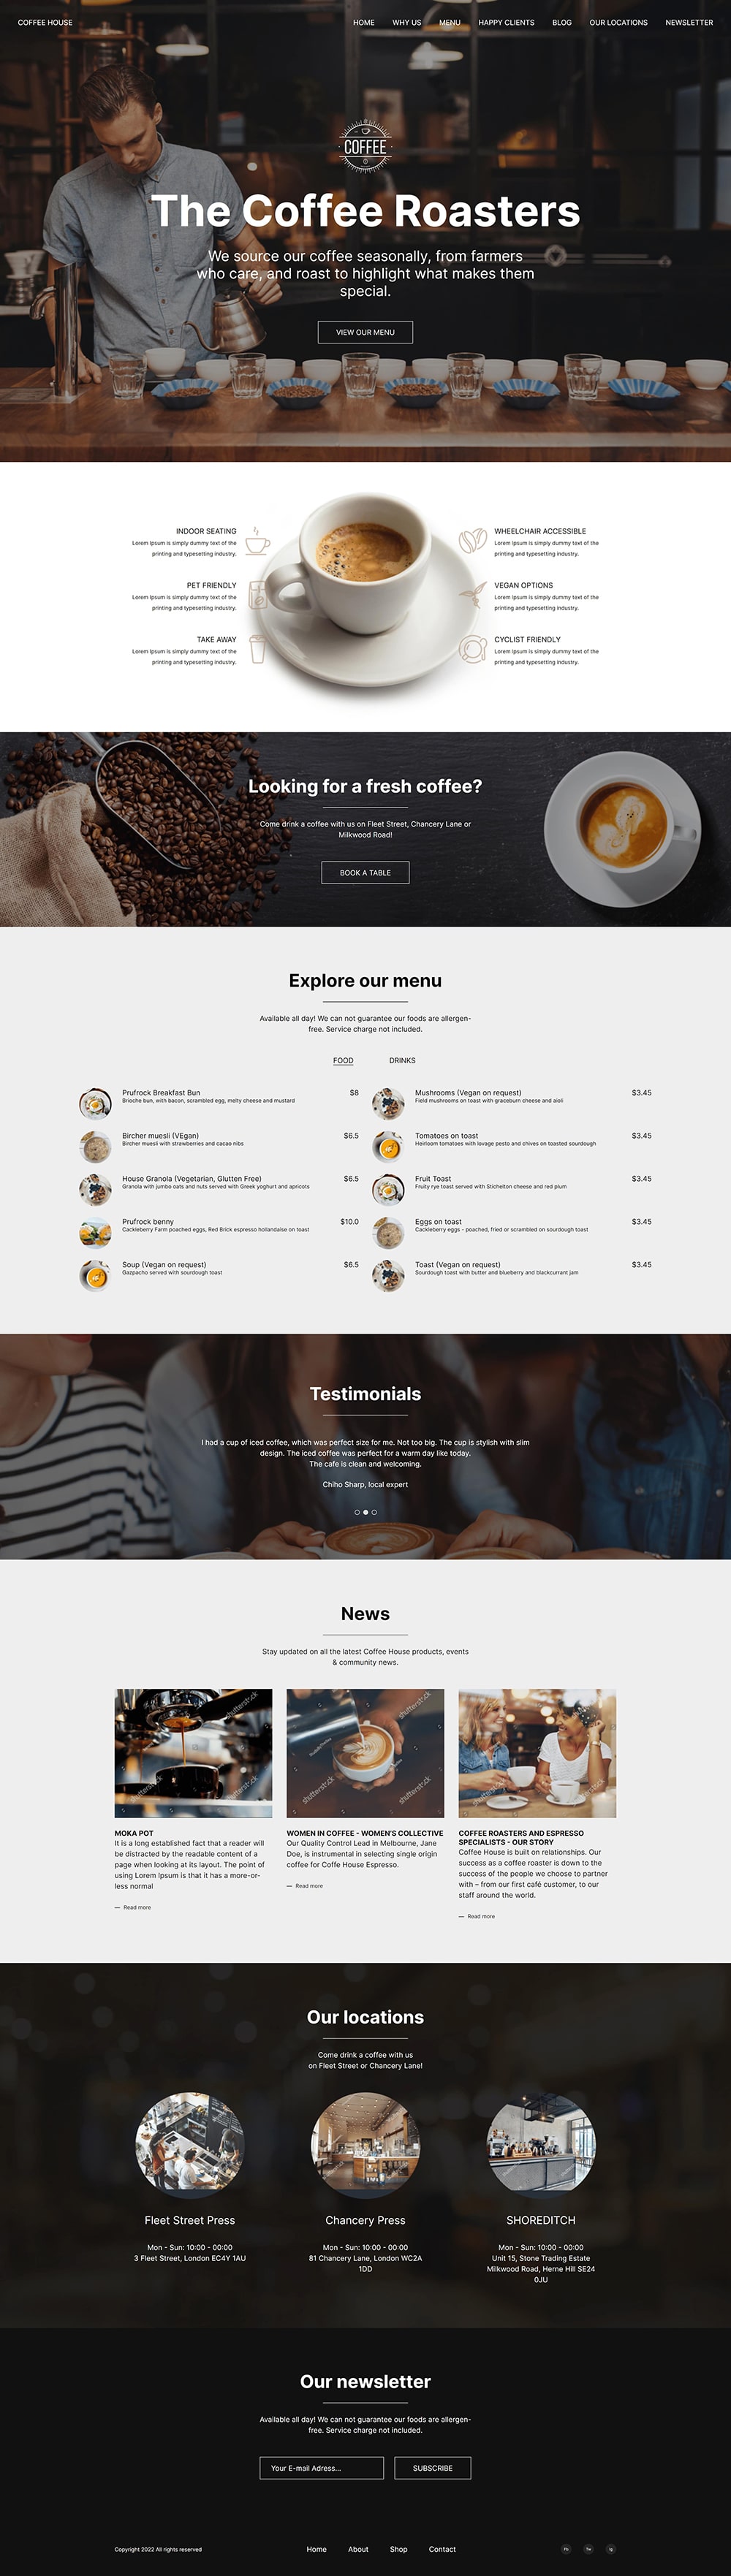 COFFEE HOUSE
HOME WHY US MENU HAPPY CLIENTS BLOG OUR LOCATIONS NEWSLETTER
COFFEE
The Coffee Roasters
We source our coffee seasonally, from farmers
who care, and roast to highlight what makes them
special.
VIEW OUR MENU
INDOOR SEATING
Lorem Ipsum is simply dummy text of the
printing and typesetting industry.
PET FRIENDLY
Lorem Ipsum is simply dummy text of the
printing and typesetting industry.
TAKE AWAY
Lorem Ipsum is simply dummy text of the
printing and typesetting industry.
WHEELCHAIR ACCESSIBLE
Lorem Ipsum is simply dummy text of the
printing and typesetting industry.
VEGAN OPTIONS
Lorem Ipsum is simply dummy text of the
printing and typesetting industry.
CYCLIST FRIENDLY
Lorem Ipsum is simply dummy text of the
printing and typesetting industry.
Looking for a fresh coffee?
Come drink a coffee with us on Fleet Street, Chancery Lane or
Milkwood Road!
BOOK A TABLE
Explore our menu
Available all day! We can not guarantee our foods are allergen-
free. Service charge not included.
FOOD DRINKS
Prufrock Breakfast Bun $8
Brioche bun, with bacon, scrambled egg, melty cheese and mustard
Bircher muesli (VEgan) $6.5
Bircher muesli with strawberries and cacao nibs
House Granola (Vegetarian, Glutten Free) $6.5
Granola with jumbo oats and nuts served with Greek yoghurt and apricots
Prufrock benny $10.0
Cackleberry Farm poached eggs, Red Brick espresso hollandaise on toast
Soup (Vegan on request) $6.5
Gazpacho served with sourdough toast
Mushrooms (Vegan on request) $3.45
Field mushrooms on toast with graceburn cheese and aioli
Tomatoes on toast $3.45
Heirloom tomatoes with lovage pesto and chives on toasted sourdough
Fruit Toast $3.45
Fruity rye toast served with Stichelton cheese and red plum
Eggs on toast $3.45
Cackleberry eggs - poached, fried or scrambled on sourdough toast
Toast (Vegan on request) $3.45
Sourdough toast with butter and blueberry and blackcurrant jam
Testimonials
I had a cup of iced coffee, which was perfect size for me. Not too big. The cup is stylish with slim
design. The iced coffee was perfect for a warm day like today.
The cafe is clean and welcoming.
Chiho Sharp, local expert
News
Stay updated on all the latest Coffee House products, events
& community news.
shutterstock
shutterstock
shutterstock
shutterstock
shutterstock
shutterstock
MOKA POT
It is a long established fact that a reader will
be distracted by the readable content of a
page when looking at its layout. The point of
using Lorem Ipsum is that it has a more-or-
less normal
— Read more
WOMEN IN COFFEE - WOMEN'S COLLECTIVE
Our Quality Control Lead in Melbourne, Jane
Doe, is instrumental in selecting single origin
coffee for Coffe House Espresso.
— Read more
COFFEE ROASTERS AND ESPRESSO
SPECIALISTS - OUR STORY
Coffee House is built on relationships. Our
success as a coffee roaster is down to the
success of the people we choose to partner
with – from our first café customer, to our
staff around the world.
— Read more
Our locations
Come drink a coffee with us
on Fleet Street or Chancery Lane!
Fleet Street Press
Mon - Sun: 10:00 - 00:00
3 Fleet Street, London EC4Y 1AU
Chancery Press
Mon - Sun: 10:00 - 00:00
81 Chancery Lane, London WC2A
1DD
SHOREDITCH
Mon - Sun: 10:00 - 00:00
Unit 15, Stone Trading Estate
Milkwood Road, Herne Hill SE24
0JU
Our newsletter
Available all day! We can not guarantee our foods are allergen-
free. Service charge not included.
Your E-mail Adress... SUBSCRIBE
Copyright 2022 All rights reserved
Home About Shop Contact
Fb Tw Ig